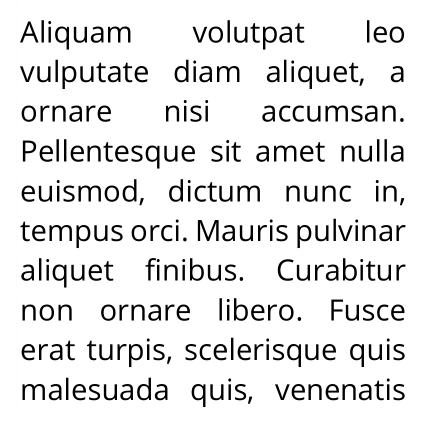 Aliquam volutpat leo
vulputate diam aliquet, a
ornare nisi accumsan.
Pellentesque sit amet nulla
euismod, dictum nunc in,
tempus orci. Mauris pulvinar
aliquet finibus. Curabitur
non ornare libero. Fusce
erat turpis, scelerisque quis
malesuada quis, venenatis